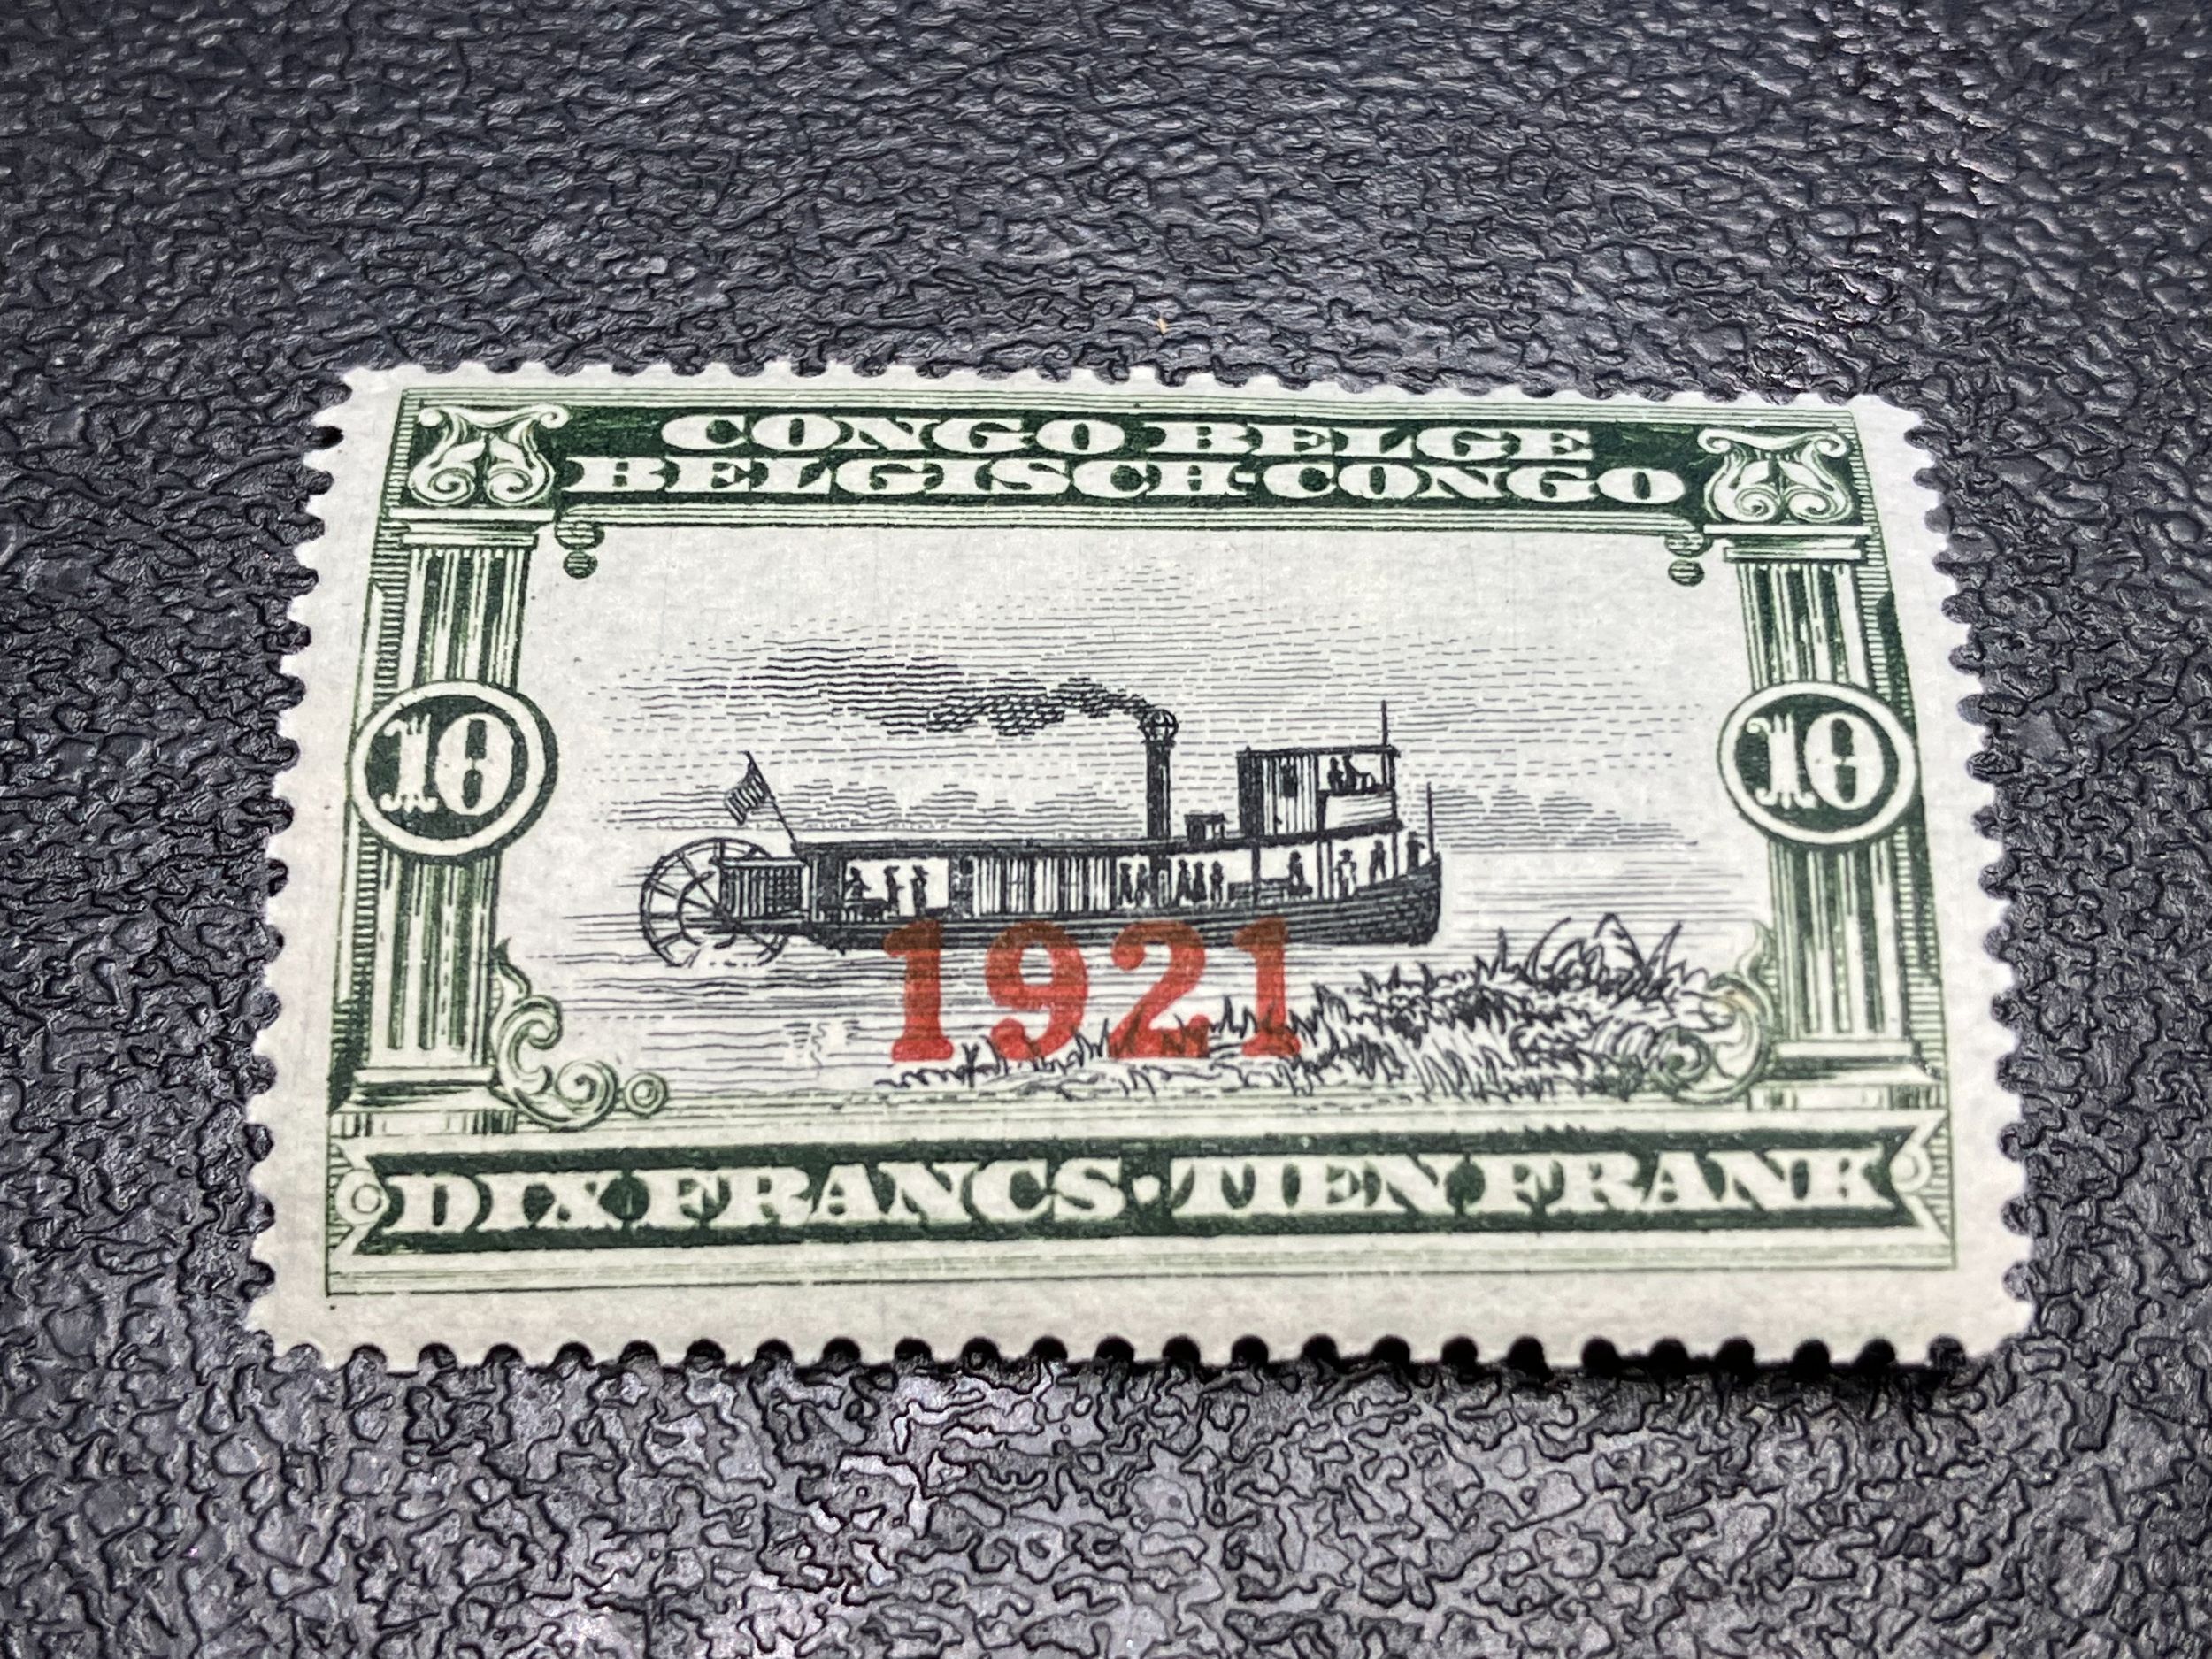 CONGO BELGE
BELGISCH-CONGO
10 10
1921
DIX FRANCS · TIEN FRANK